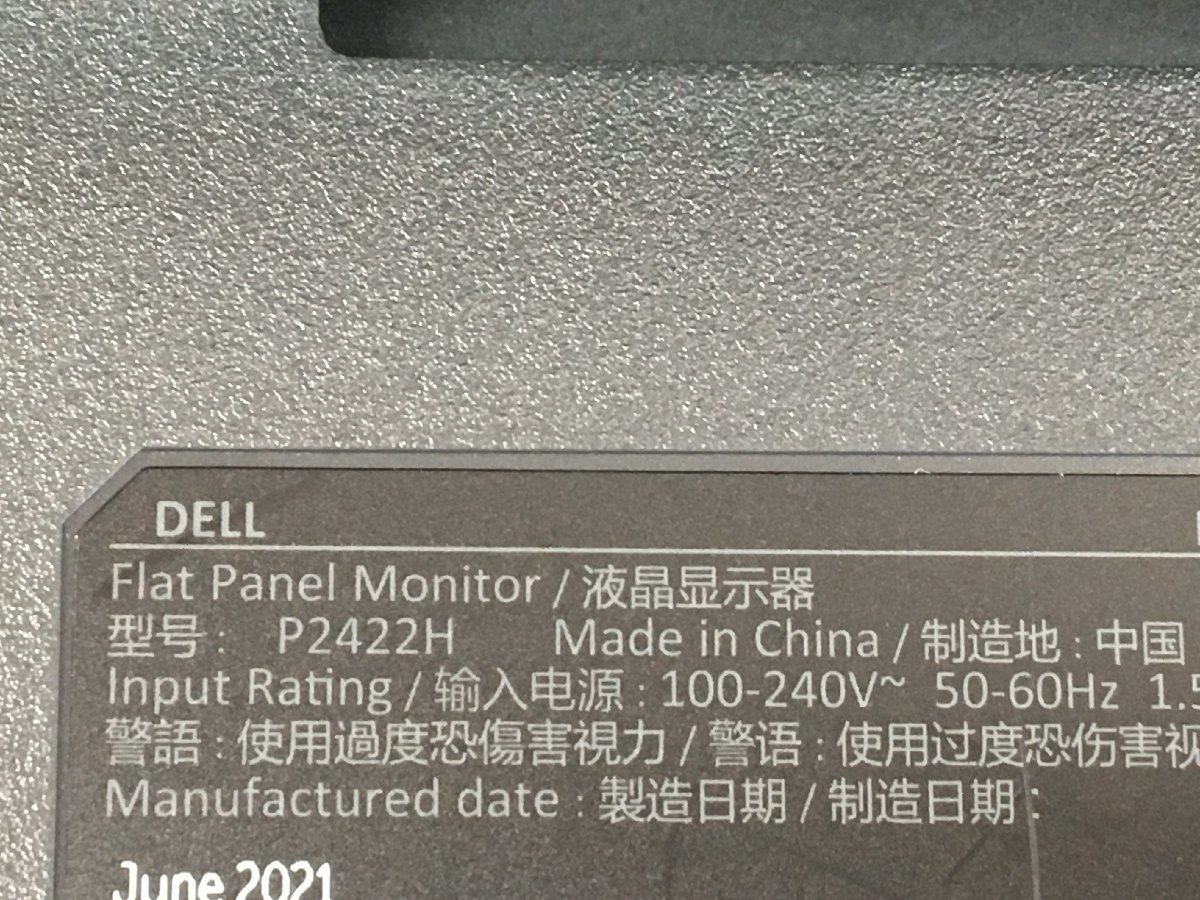 DELL
Flat Panel Monitor / 液晶显示器
型号 : P2422H Made in China / 制造地 : 中国
Input Rating / 输入电源 : 100-240V~ 50-60Hz 1.5
警語 : 使用過度恐傷害視力 / 警语 : 使用过度恐伤害视
Manufactured date : 製造日期 / 制造日期 :
June 2021